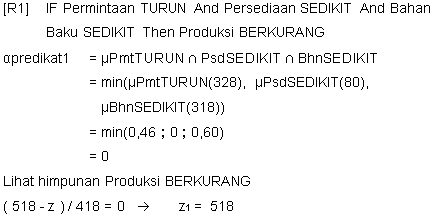 [R1] IF Permintaan TURUN And Persediaan SEDIKIT And Bahan
Baku SEDIKIT Then Produksi BERKURANG
αpredikat1 = µPmtTURUN ∩ PsdSEDIKIT ∩ BhnSEDIKIT
= min(µPmtTURUN(328), µPsdSEDIKIT(80),
µBhnSEDIKIT(318))
= min(0,46 ; 0 ; 0,60)
= 0
Lihat himpunan Produksi BERKURANG
( 518 - z ) / 418 = 0 → z1 = 518